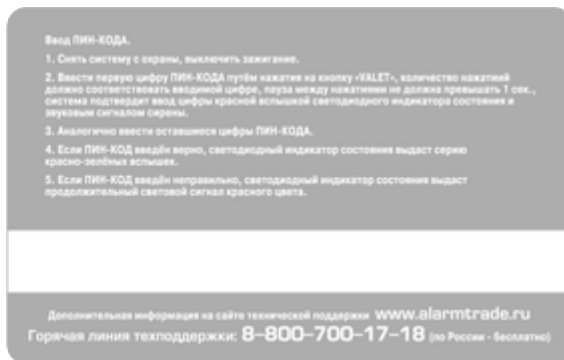 Ввод ПИН-КОДА.
1. Снять систему с охраны, выключить зажигание.
2. Ввести первую цифру ПИН-КОДА путём нажатия на кнопку «VALET», количество нажатий
должно соответствовать вводимой цифре, пауза между нажатиями не должна превышать 1 сек.,
система подтвердит ввод цифры красной вспышкой светодиодного индикатора состояния и
звуковым сигналом сирены.
3. Аналогично ввести оставшиеся цифры ПИН-КОДА.
4. Если ПИН-КОД введён верно, светодиодный индикатор состояния выдаст серию
красно-зелёных вспышек.
5. Если ПИН-КОД введён неправильно, светодиодный индикатор состояния выдаст
продолжительный световой сигнал красного цвета.
Дополнительная информация на сайте технической поддержки www.alarmtrade.ru
Горячая линия техподдержки: 8-800-700-17-18 (по России - бесплатно)